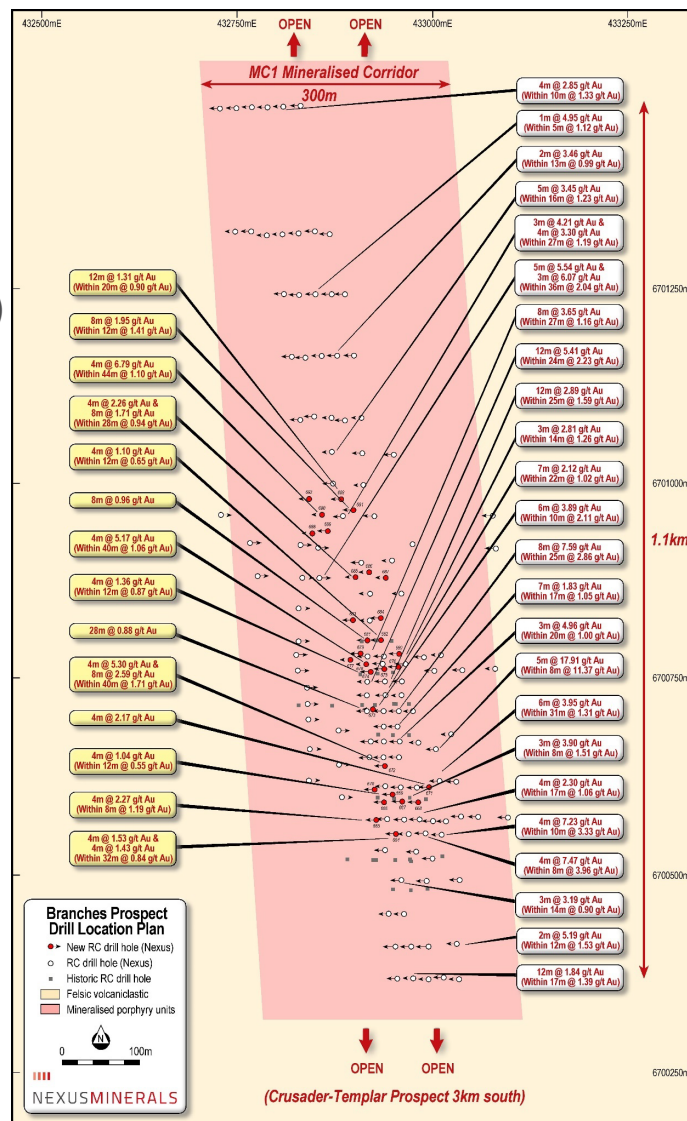 432500mE
432750mE
433000mE
433250mE
OPEN
OPEN
MC1 Mineralised Corridor
300m
4m @ 2.85 g/t Au
(Within 10m @ 1.33 g/t Au)
1m @ 4.95 g/t Au
(Within 5m @ 1.12 g/t Au)
2m @ 3.46 g/t Au
(Within 13m @ 0.99 g/t Au)
5m @ 3.45 g/t Au
(Within 16m @ 1.23 g/t Au)
3m @ 4.21 g/t Au &
4m @ 3.30 g/t Au
(Within 27m @ 1.19 g/t Au)
5m @ 5.54 g/t Au &
3m @ 6.07 g/t Au
(Within 36m @ 2.04 g/t Au)
8m @ 3.65 g/t Au
(Within 27m @ 1.16 g/t Au)
12m @ 5.41 g/t Au
(Within 24m @ 2.23 g/t Au)
12m @ 2.89 g/t Au
(Within 25m @ 1.59 g/t Au)
3m @ 2.81 g/t Au
(Within 14m @ 1.26 g/t Au)
7m @ 2.12 g/t Au
(Within 22m @ 1.02 g/t Au)
6m @ 3.89 g/t Au
(Within 10m @ 2.11 g/t Au)
8m @ 7.59 g/t Au
(Within 25m @ 2.86 g/t Au)
7m @ 1.83 g/t Au
(Within 17m @ 1.05 g/t Au)
3m @ 4.96 g/t Au
(Within 20m @ 1.00 g/t Au)
5m @ 17.91 g/t Au
(Within 8m @ 11.37 g/t Au)
6m @ 3.95 g/t Au
(Within 31m @ 1.31 g/t Au)
3m @ 3.90 g/t Au
(Within 8m @ 1.51 g/t Au)
4m @ 2.30 g/t Au
(Within 17m @ 1.06 g/t Au)
4m @ 7.23 g/t Au
(Within 10m @ 3.33 g/t Au)
4m @ 7.47 g/t Au
(Within 8m @ 3.96 g/t Au)
3m @ 3.19 g/t Au
(Within 14m @ 0.90 g/t Au)
2m @ 5.19 g/t Au
(Within 12m @ 1.53 g/t Au)
12m @ 1.84 g/t Au
(Within 17m @ 1.39 g/t Au)
12m @ 1.31 g/t Au
(Within 20m @ 0.90 g/t Au)
8m @ 1.95 g/t Au
(Within 12m @ 1.41 g/t Au)
4m @ 6.79 g/t Au
(Within 44m @ 1.10 g/t Au)
4m @ 2.26 g/t Au &
8m @ 1.71 g/t Au
(Within 28m @ 0.94 g/t Au)
4m @ 1.10 g/t Au
(Within 12m @ 0.65 g/t Au)
8m @ 0.96 g/t Au
4m @ 5.17 g/t Au
(Within 40m @ 1.06 g/t Au)
4m @ 1.36 g/t Au
(Within 12m @ 0.87 g/t Au)
28m @ 0.88 g/t Au
4m @ 5.30 g/t Au &
8m @ 2.59 g/t Au
(Within 40m @ 1.71 g/t Au)
4m @ 2.17 g/t Au
4m @ 1.04 g/t Au
(Within 12m @ 0.55 g/t Au)
4m @ 2.27 g/t Au
(Within 8m @ 1.19 g/t Au)
4m @ 1.53 g/t Au &
4m @ 1.43 g/t Au
(Within 32m @ 0.84 g/t Au)
6701250m
6701000m
1.1km
6700750m
6700500m
6700250m
Branches Prospect
Drill Location Plan
New RC drill hole (Nexus)
RC drill hole (Nexus)
Historic RC drill hole
Felsic volcaniclastic
Mineralised porphyry units
N
0
100m
NEXUSMINERALS
OPEN
OPEN
(Crusader-Templar Prospect 3km south)